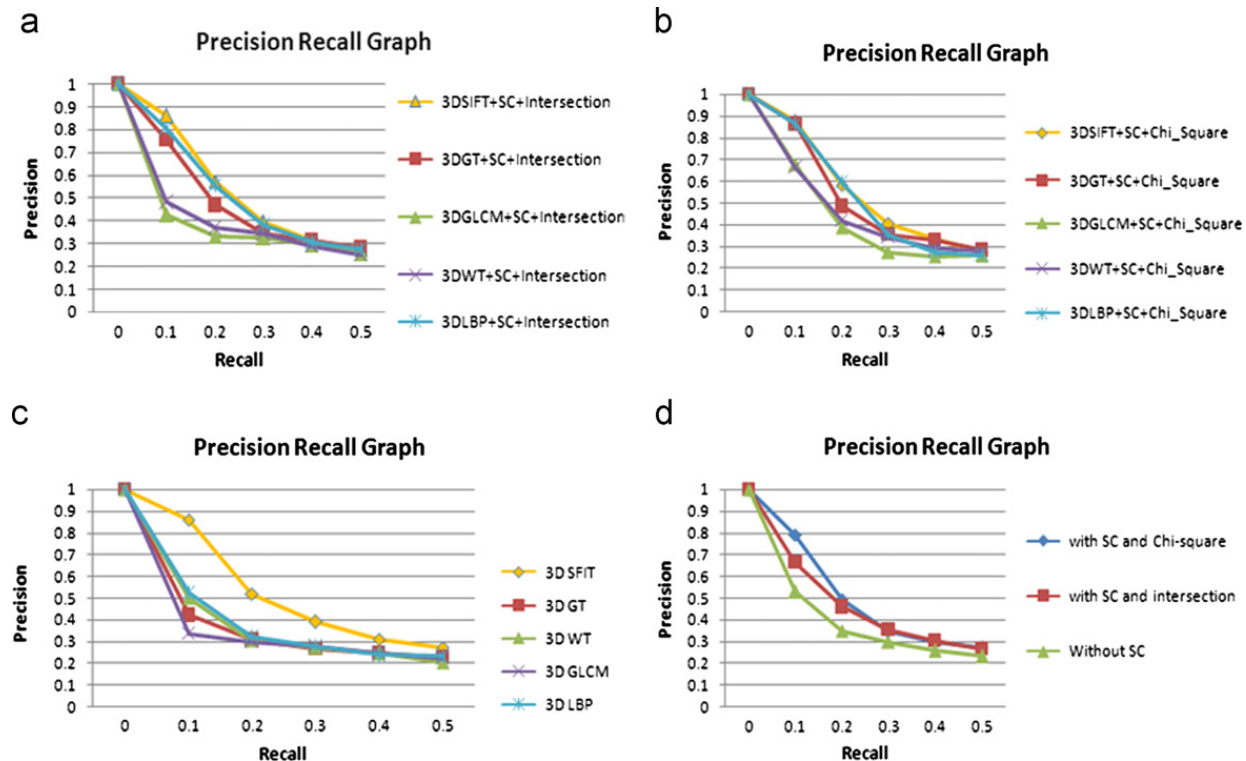 a
Precision Recall Graph
Precision
1
0.9
0.8
0.7
0.6
0.5
0.4
0.3
0.2
0.1
0
0 0.1 0.2 0.3 0.4 0.5
Recall
3DSIFT+SC+Intersection
3DGT+SC+Intersection
3DGLCM+SC+Intersection
3DWT+SC+Intersection
3DLBP+SC+Intersection
b
Precision Recall Graph
Precision
1
0.9
0.8
0.7
0.6
0.5
0.4
0.3
0.2
0.1
0
0 0.1 0.2 0.3 0.4 0.5
Recall
3DSIFT+SC+Chi_Square
3DGT+SC+Chi_Square
3DGLCM+SC+Chi_Square
3DWT+SC+Chi_Square
3DLBP+SC+Chi_Square
c
Precision Recall Graph
Precision
1
0.9
0.8
0.7
0.6
0.5
0.4
0.3
0.2
0.1
0
0 0.1 0.2 0.3 0.4 0.5
Recall
3D SFIT
3D GT
3D WT
3D GLCM
3D LBP
d
Precision Recall Graph
Precision
1
0.9
0.8
0.7
0.6
0.5
0.4
0.3
0.2
0.1
0
0 0.1 0.2 0.3 0.4 0.5
Recall
with SC and Chi-square
with SC and intersection
Without SC